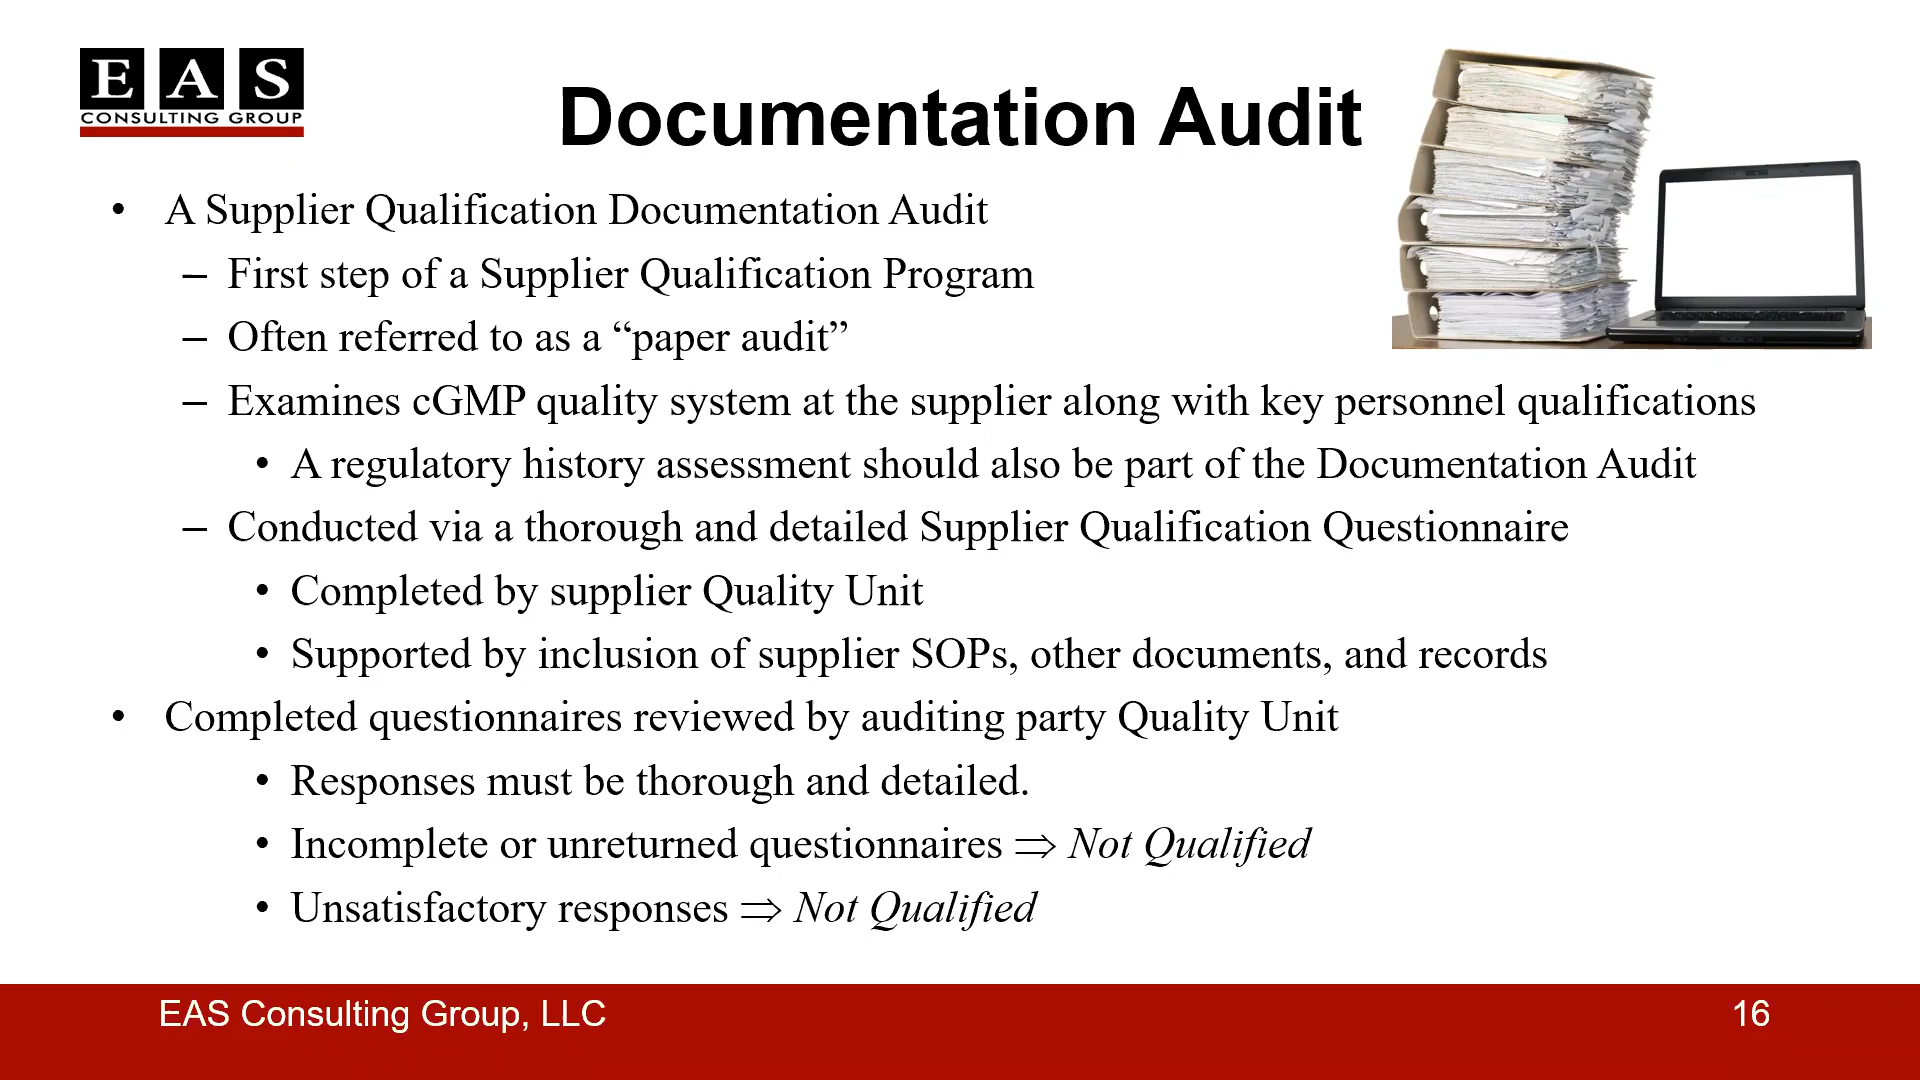 EAS
CONSULTING GROUP
Documentation Audit
• A Supplier Qualification Documentation Audit
– First step of a Supplier Qualification Program
– Often referred to as a “paper audit”
– Examines cGMP quality system at the supplier along with key personnel qualifications
• A regulatory history assessment should also be part of the Documentation Audit
– Conducted via a thorough and detailed Supplier Qualification Questionnaire
• Completed by supplier Quality Unit
• Supported by inclusion of supplier SOPs, other documents, and records
• Completed questionnaires reviewed by auditing party Quality Unit
• Responses must be thorough and detailed.
• Incomplete or unreturned questionnaires ⇒ Not Qualified
• Unsatisfactory responses ⇒ Not Qualified
EAS Consulting Group, LLC
16